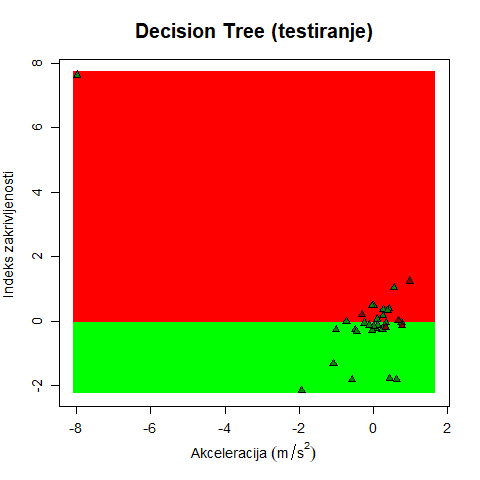 Decision Tree (testiranje)
8
6
4
2
0
-2
Indeks zakrivljenosti
-8 -6 -4 -2 0 2
Akceleracija (m/s²)